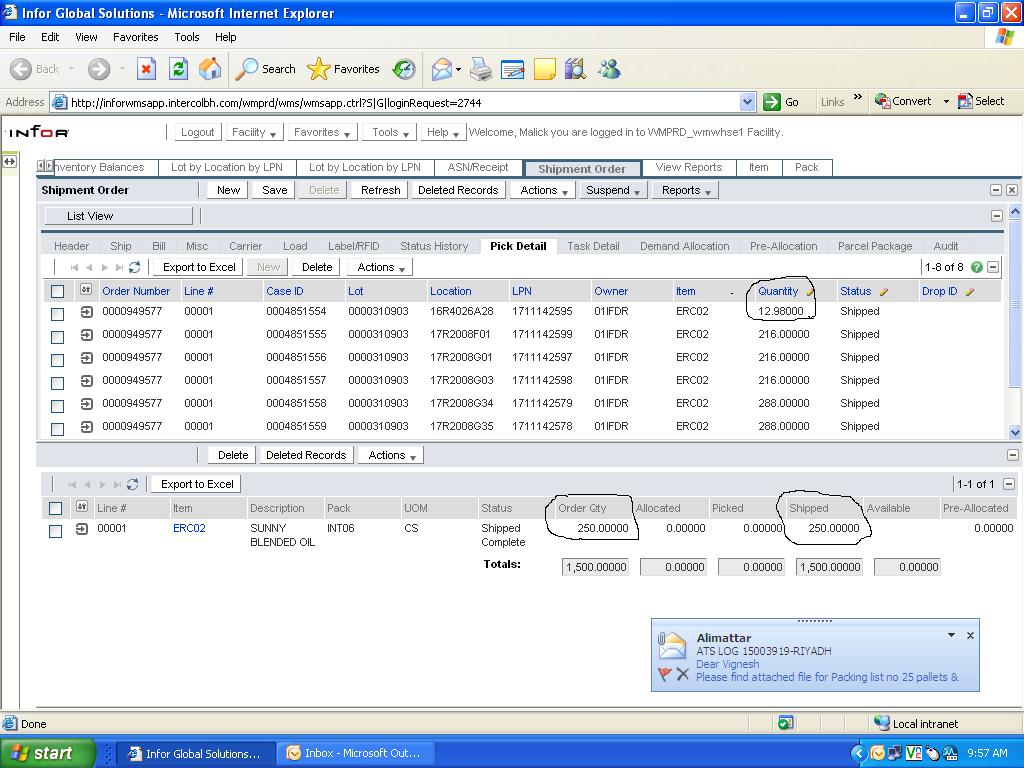 Infor Global Solutions - Microsoft Internet Explorer
File Edit View Favorites Tools Help
Back Search Favorites
Address http://inforwmsapp.intercolbh.com/wmprd/wms/wmsapp.ctrl?S|G|loginRequest=2744 Go Links » Convert Select
INFOR Logout Facility Favorites Tools Help Welcome, Malick you are logged in to WMPRD_wmwhse1 Facility.
nventory Balances Lot by Location by LPN Lot by Location by LPN ASN/Receipt Shipment Order View Reports Item Pack
Shipment Order New Save Delete Refresh Deleted Records Actions Suspend Reports
List View
Header Ship Bill Misc Carrier Load Label/RFID Status History Pick Detail Task Detail Demand Allocation Pre-Allocation Parcel Package Audit
Export to Excel New Delete Actions 1-8 of 8
Order Number Line # Case ID Lot Location LPN Owner Item Quantity Status Drop ID
0000949577 00001 0004851554 0000310903 16R4026A28 1711142595 01IFDR ERC02 12.98000 Shipped
0000949577 00001 0004851555 0000310903 17R2008F01 1711142599 01IFDR ERC02 216.00000 Shipped
0000949577 00001 0004851556 0000310903 17R2008G01 1711142597 01IFDR ERC02 216.00000 Shipped
0000949577 00001 0004851557 0000310903 17R2008G03 1711142598 01IFDR ERC02 216.00000 Shipped
0000949577 00001 0004851558 0000310903 17R2008G34 1711142579 01IFDR ERC02 288.00000 Shipped
0000949577 00001 0004851559 0000310903 17R2008G35 1711142578 01IFDR ERC02 288.00000 Shipped
Delete Deleted Records Actions
Export to Excel 1-1 of 1
Line # Item Description Pack UOM Status Order Qty Allocated Picked Shipped Available Pre-Allocated
00001 ERC02 SUNNY INT06 CS Shipped 250.00000 0.00000 0.00000 250.00000 0.00000
BLENDED OIL Complete
Totals: 1,500.00000 0.00000 0.00000 1,500.00000 0.00000
Alimattar
ATS LOG 15003919-RIYADH
Dear Vignesh
Please find attached file for Packing list no 25 pallets &
Done Local intranet
start Infor Global Solutions... Inbox - Microsoft Out... 9:57 AM